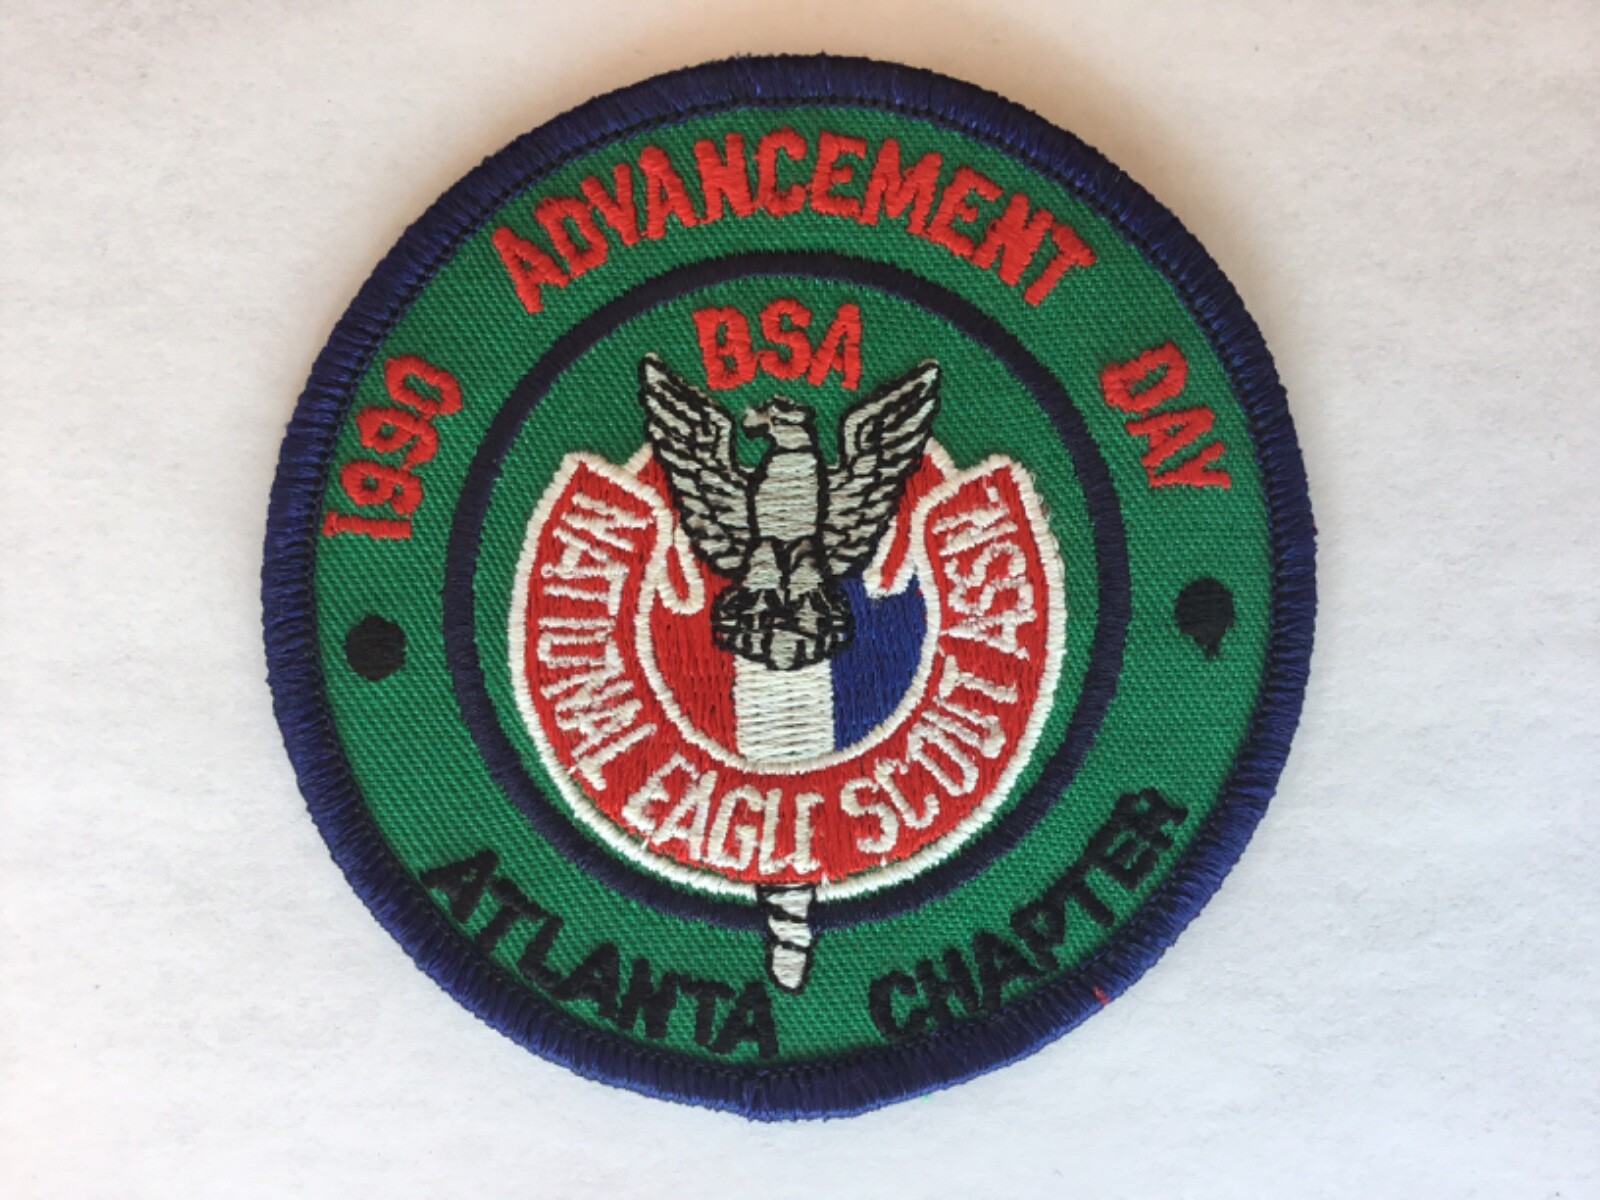 1990 ADVANCEMENT DAY
BSA
NATIONAL EAGLE SCOUT ASSN.
ATLANTA CHAPTER